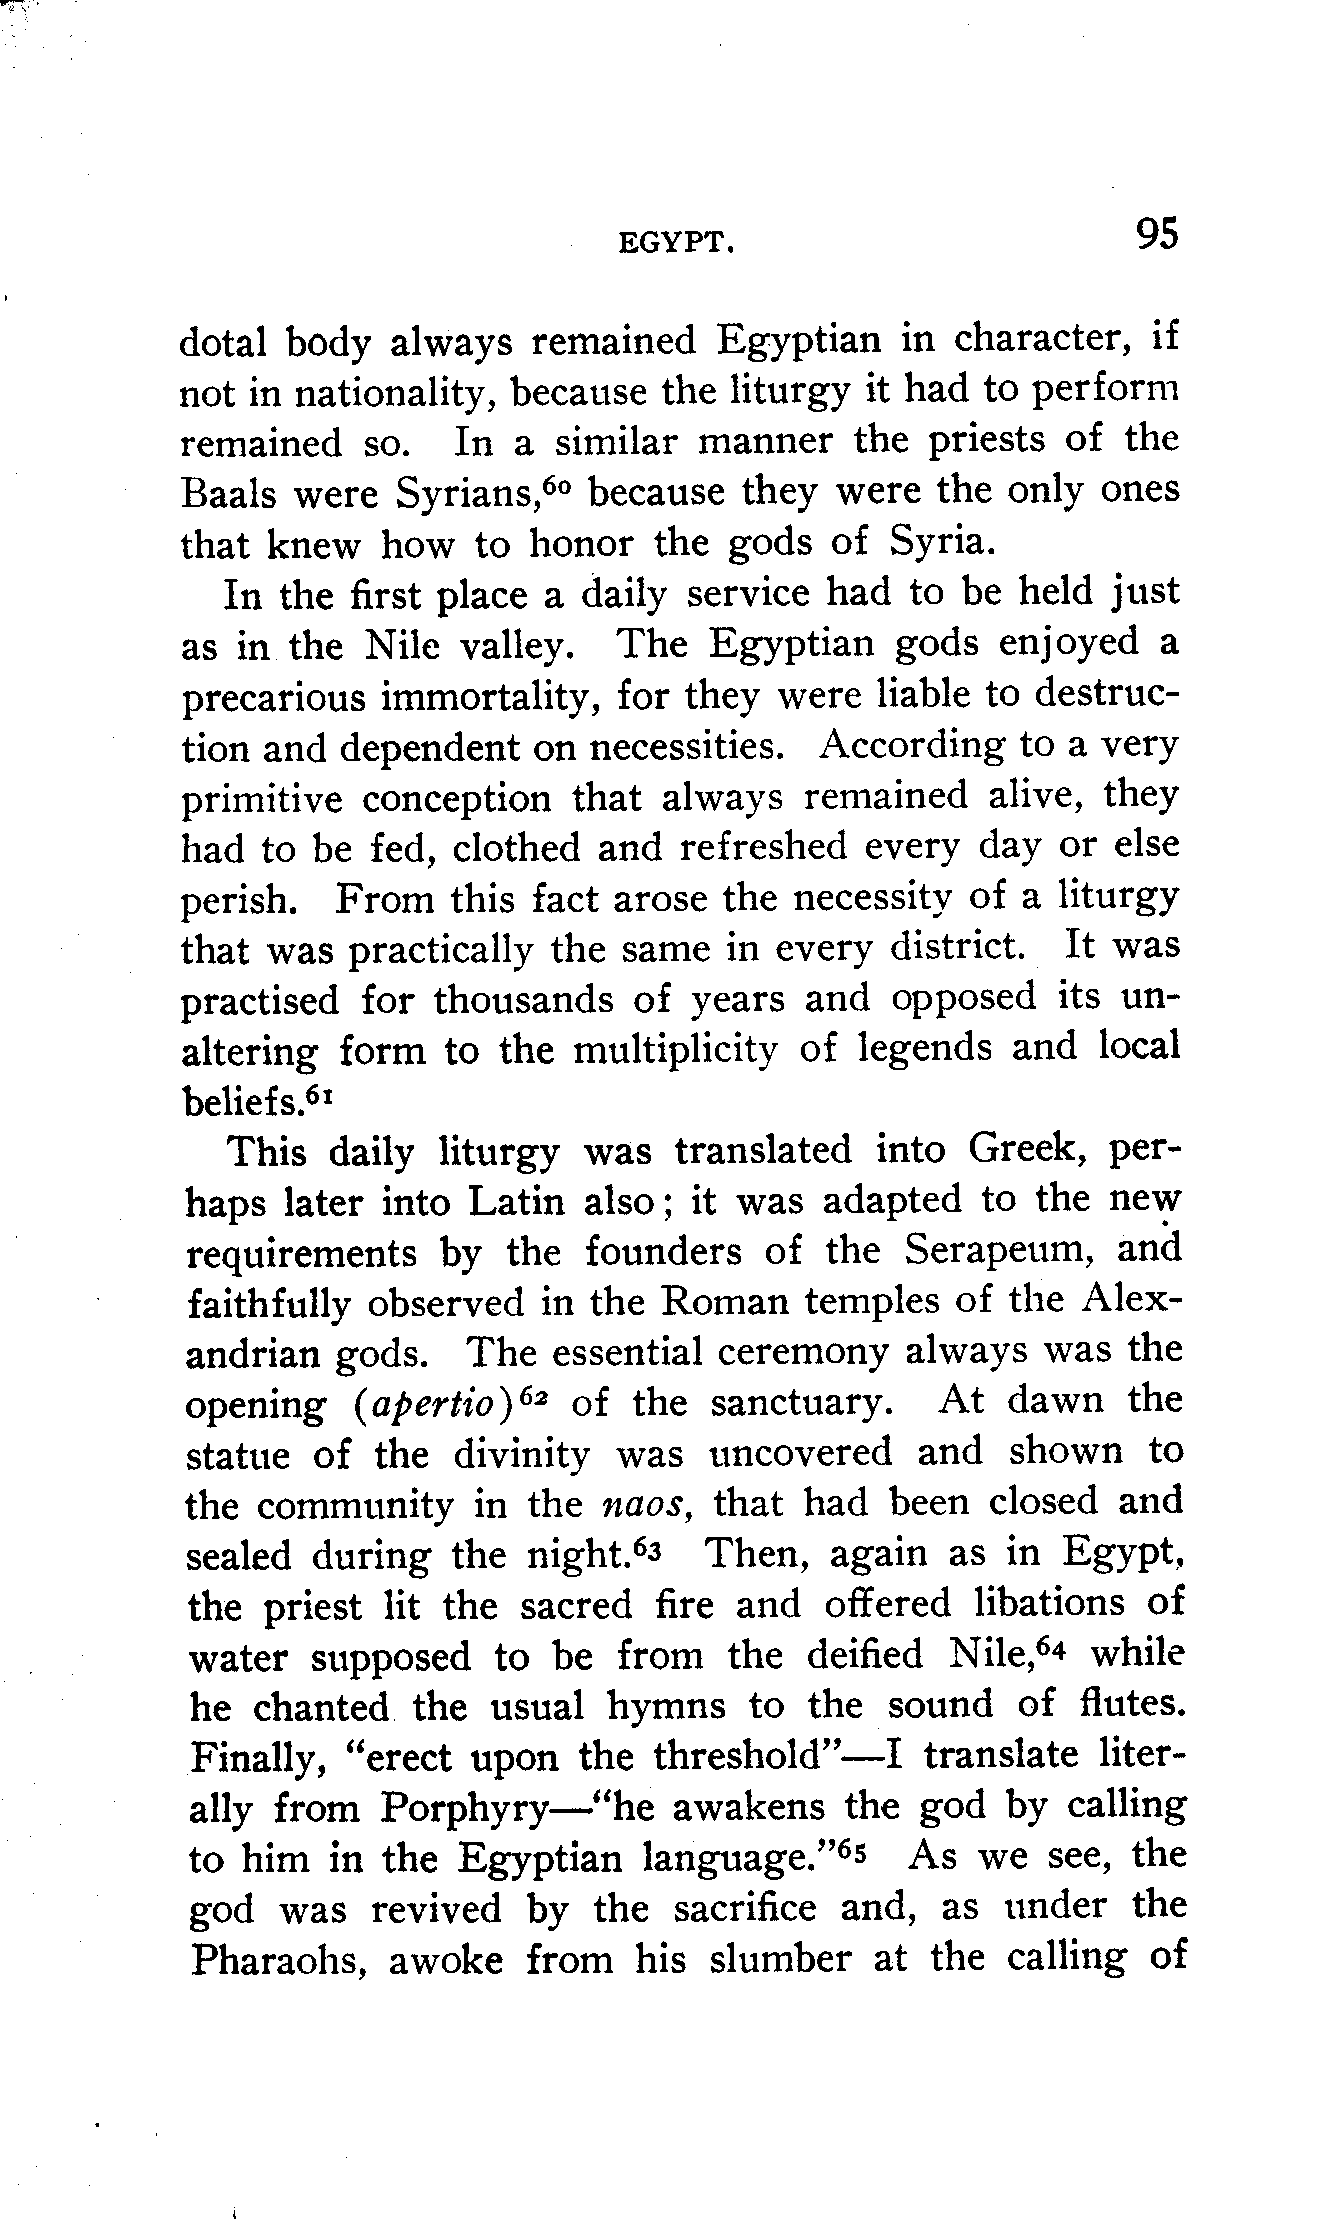 EGYPT. 95
dotal body always remained Egyptian in character, if
not in nationality, because the liturgy it had to perform
remained so. In a similar manner the priests of the
Baals were Syrians,⁶⁰ because they were the only ones
that knew how to honor the gods of Syria.
In the first place a daily service had to be held just
as in the Nile valley. The Egyptian gods enjoyed a
precarious immortality, for they were liable to destruc-
tion and dependent on necessities. According to a very
primitive conception that always remained alive, they
had to be fed, clothed and refreshed every day or else
perish. From this fact arose the necessity of a liturgy
that was practically the same in every district. It was
practised for thousands of years and opposed its un-
altering form to the multiplicity of legends and local
beliefs.⁶¹
This daily liturgy was translated into Greek, per-
haps later into Latin also; it was adapted to the new
requirements by the founders of the Serapeum, and
faithfully observed in the Roman temples of the Alex-
andrian gods. The essential ceremony always was the
opening (apertio)⁶² of the sanctuary. At dawn the
statue of the divinity was uncovered and shown to
the community in the naos, that had been closed and
sealed during the night.⁶³ Then, again as in Egypt,
the priest lit the sacred fire and offered libations of
water supposed to be from the deified Nile,⁶⁴ while
he chanted the usual hymns to the sound of flutes.
Finally, "erect upon the threshold"—I translate liter-
ally from Porphyry—"he awakens the god by calling
to him in the Egyptian language."⁶⁵ As we see, the
god was revived by the sacrifice and, as under the
Pharaohs, awoke from his slumber at the calling of